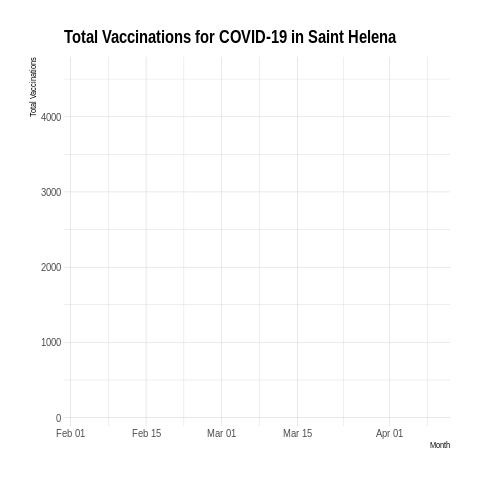 Total Vaccinations for COVID-19 in Saint Helena
Total Vaccinations
4000
3000
2000
1000
0
Feb 01 Feb 15 Mar 01 Mar 15 Apr 01
Month